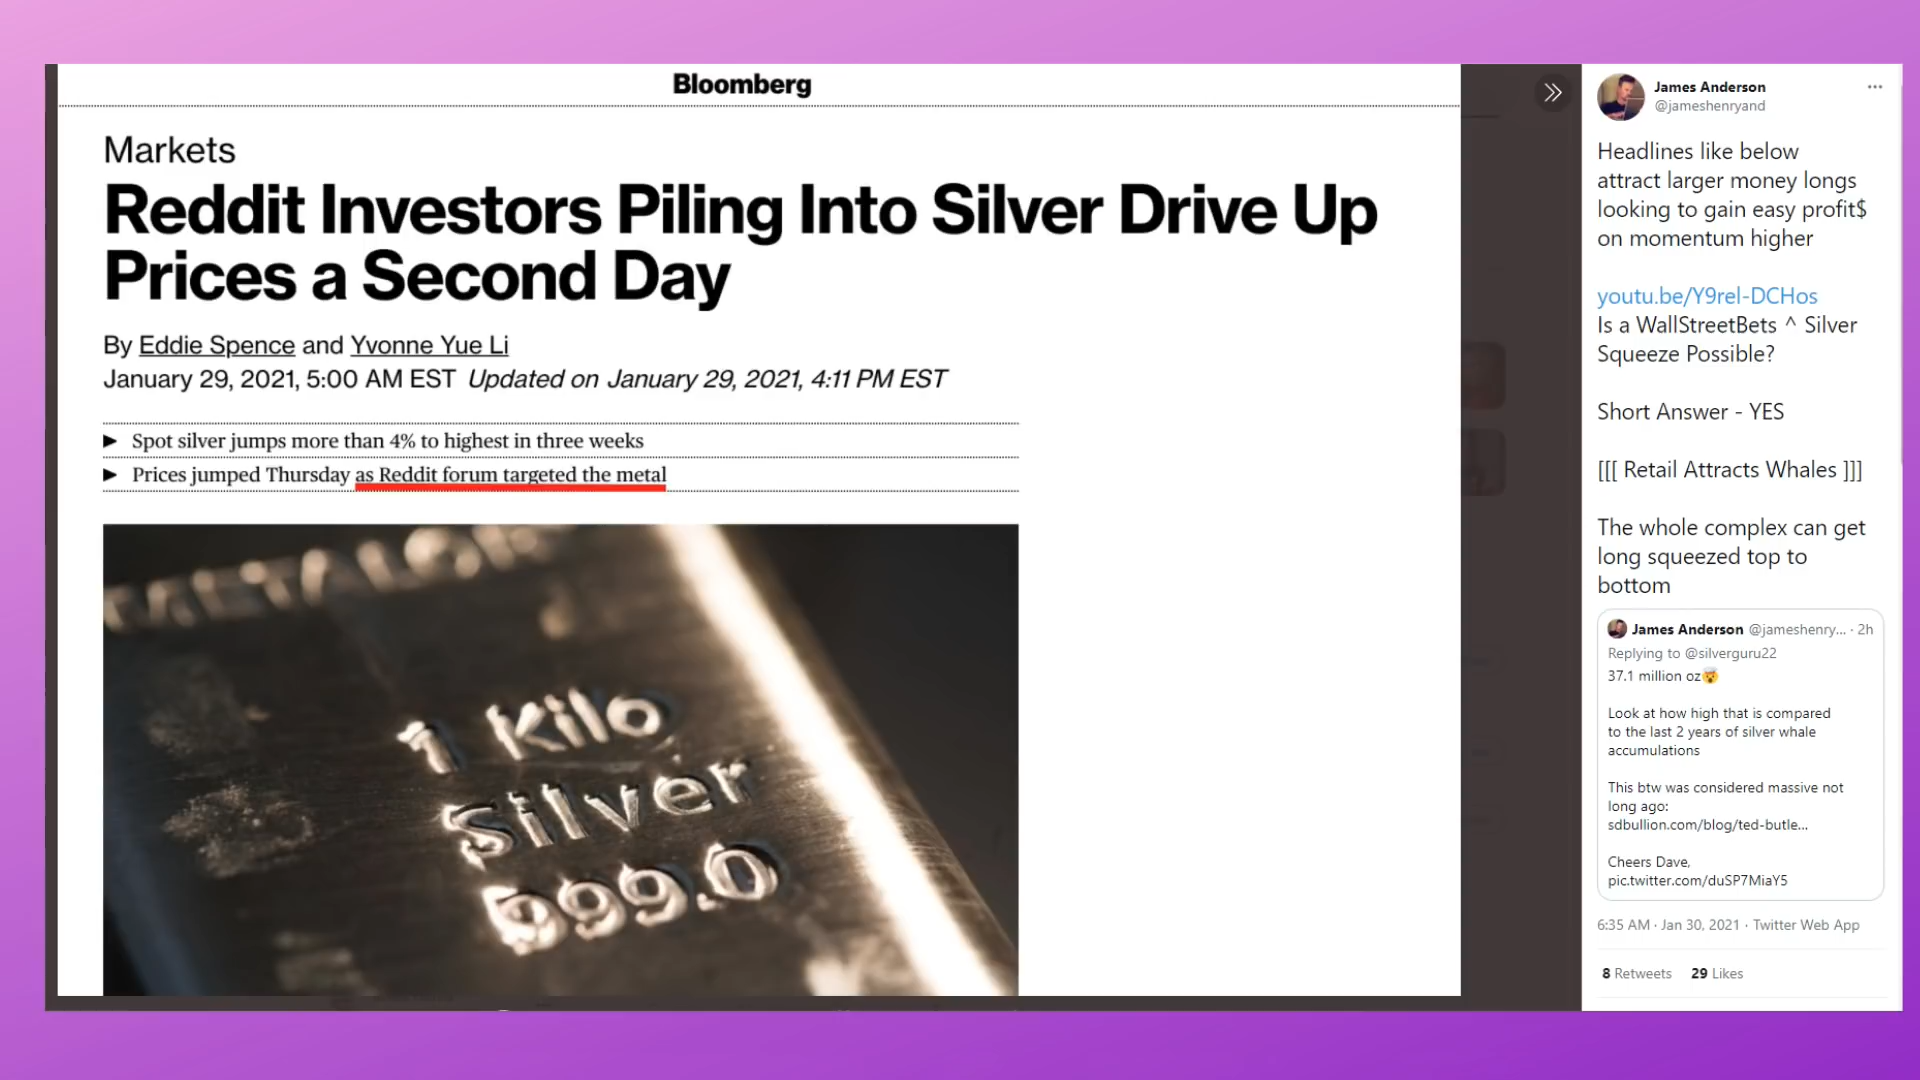 Bloomberg
Markets
Reddit Investors Piling Into Silver Drive Up
Prices a Second Day
By Eddie Spence and Yvonne Yue Li
January 29, 2021, 5:00 AM EST Updated on January 29, 2021, 4:11 PM EST
► Spot silver jumps more than 4% to highest in three weeks
► Prices jumped Thursday as Reddit forum targeted the metal
METALOR
1 Kilo
Silver
999.0
James Anderson
@jameshenryand
Headlines like below
attract larger money longs
looking to gain easy profit$
on momentum higher
youtu.be/Y9rel-DCHos
Is a WallStreetBets ^ Silver
Squeeze Possible?
Short Answer - YES
[[[ Retail Attracts Whales ]]]
The whole complex can get
long squeezed top to
bottom
James Anderson @jameshenry... · 2h
Replying to @silverguru22
37.1 million oz🤯
Look at how high that is compared
to the last 2 years of silver whale
accumulations
This btw was considered massive not
long ago:
sdbullion.com/blog/ted-butle...
Cheers Dave,
pic.twitter.com/duSP7MiaY5
6:35 AM · Jan 30, 2021 · Twitter Web App
8 Retweets 29 Likes